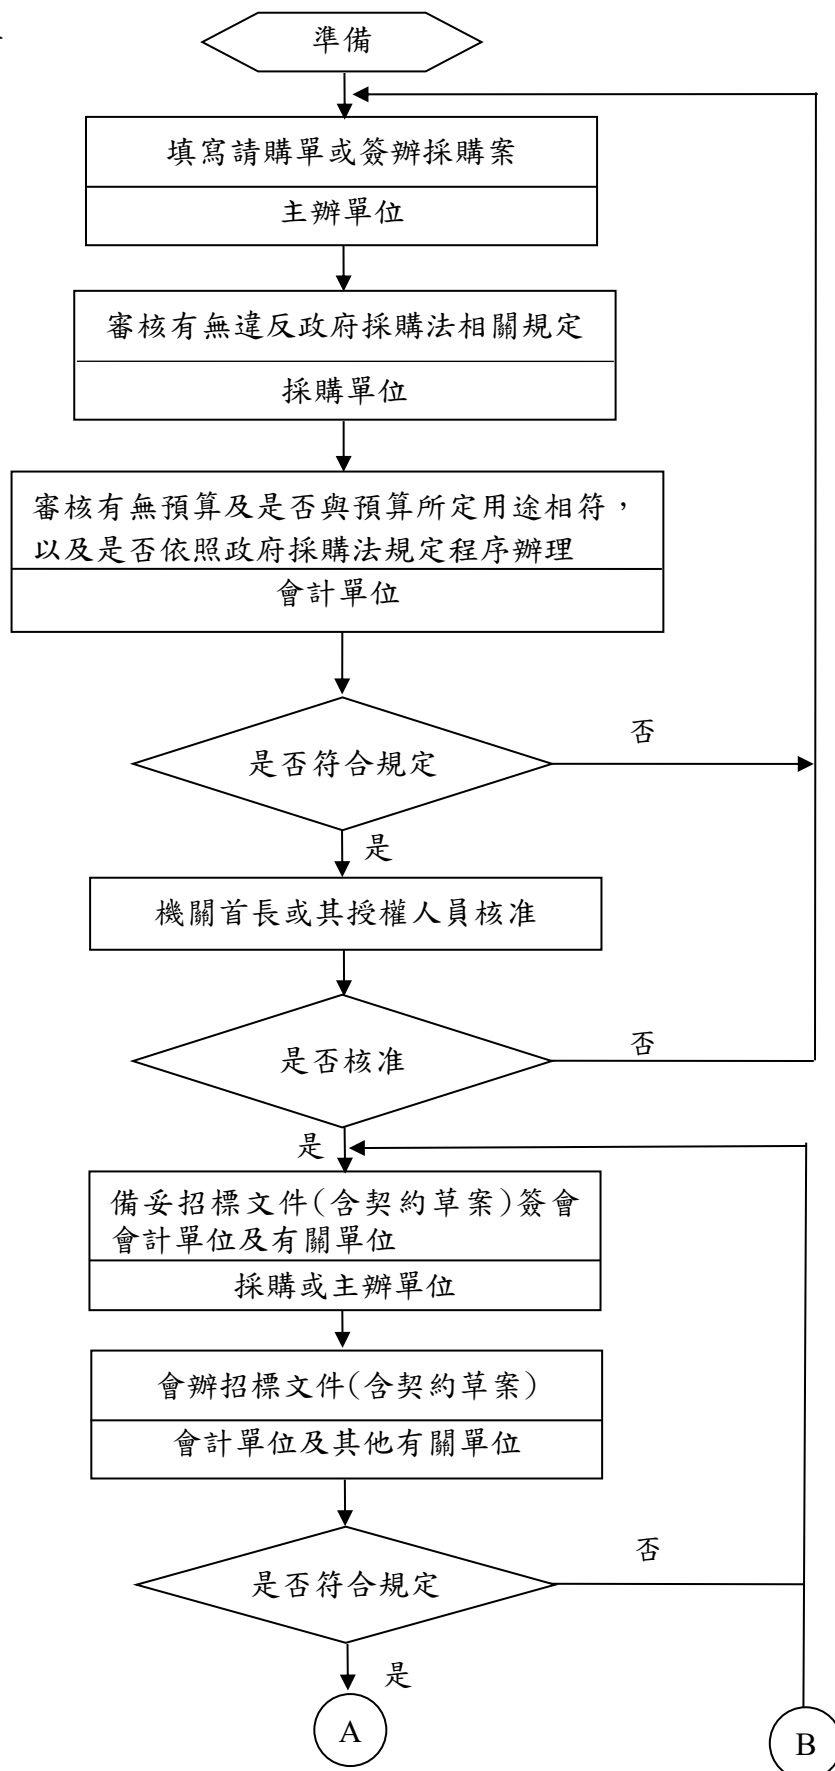 準備
填寫請購單或簽辦採購案
主辦單位
審核有無違反政府採購法相關規定
採購單位
審核有無預算及是否與預算所定用途相符，
以及是否依照政府採購法規定程序辦理
會計單位
是否符合規定
否
是
機關首長或其授權人員核准
是否核准
否
是
備妥招標文件(含契約草案)簽會
會計單位及有關單位
採購或主辦單位
會辦招標文件(含契約草案)
會計單位及其他有關單位
是否符合規定
否
是
A
B